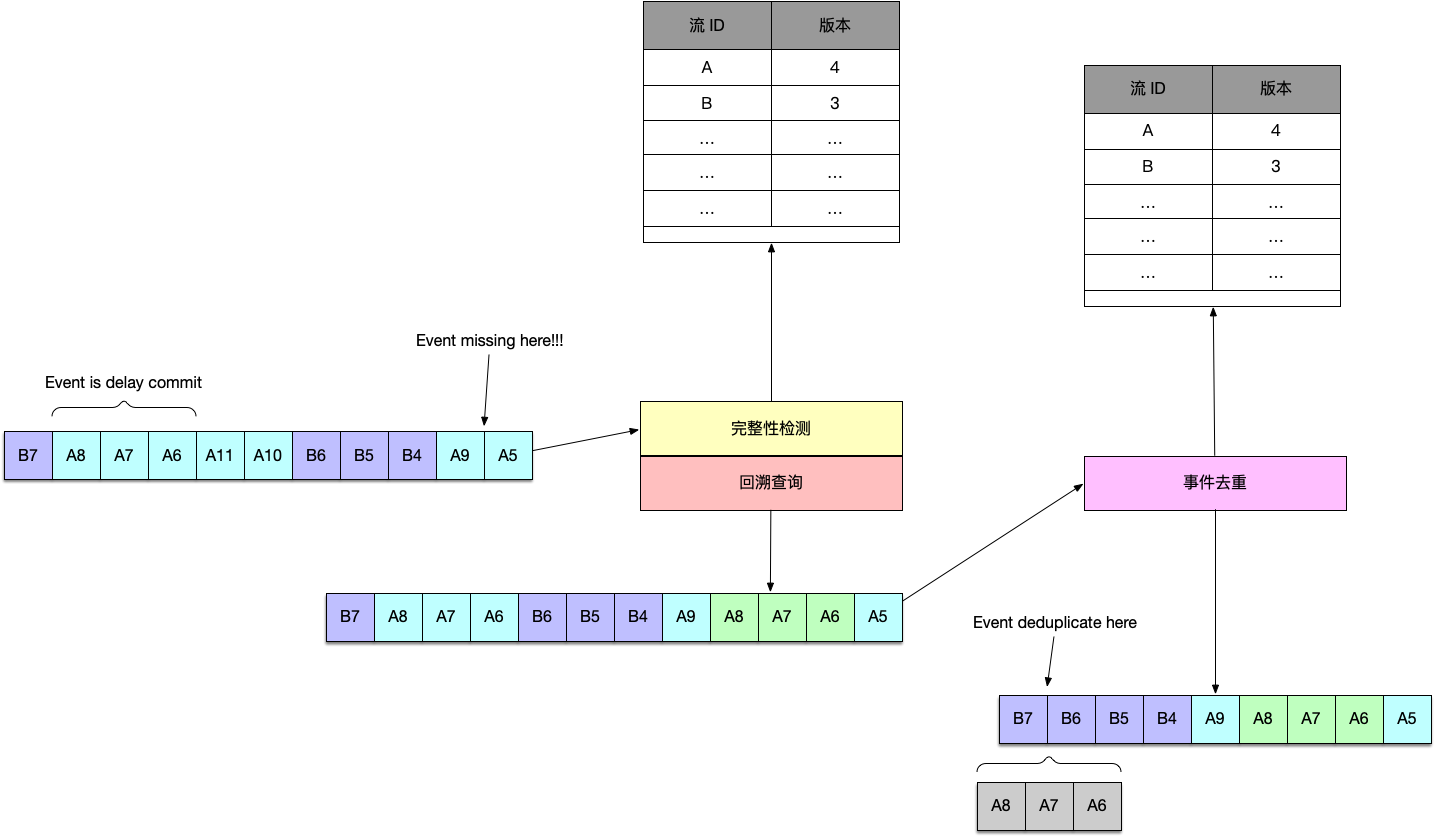 流 ID 版本
A 4
B 3
... ...
... ...
... ...
流 ID 版本
A 4
B 3
... ...
... ...
... ...
Event missing here!!!
Event is delay commit
B7 A8 A7 A6 A11 A10 B6 B5 B4 A9 A5
完整性检测
回溯查询
事件去重
B7 A8 A7 A6 B6 B5 B4 A9 A8 A7 A6 A5
Event deduplicate here
B7 B6 B5 B4 A9 A8 A7 A6 A5
A8 A7 A6